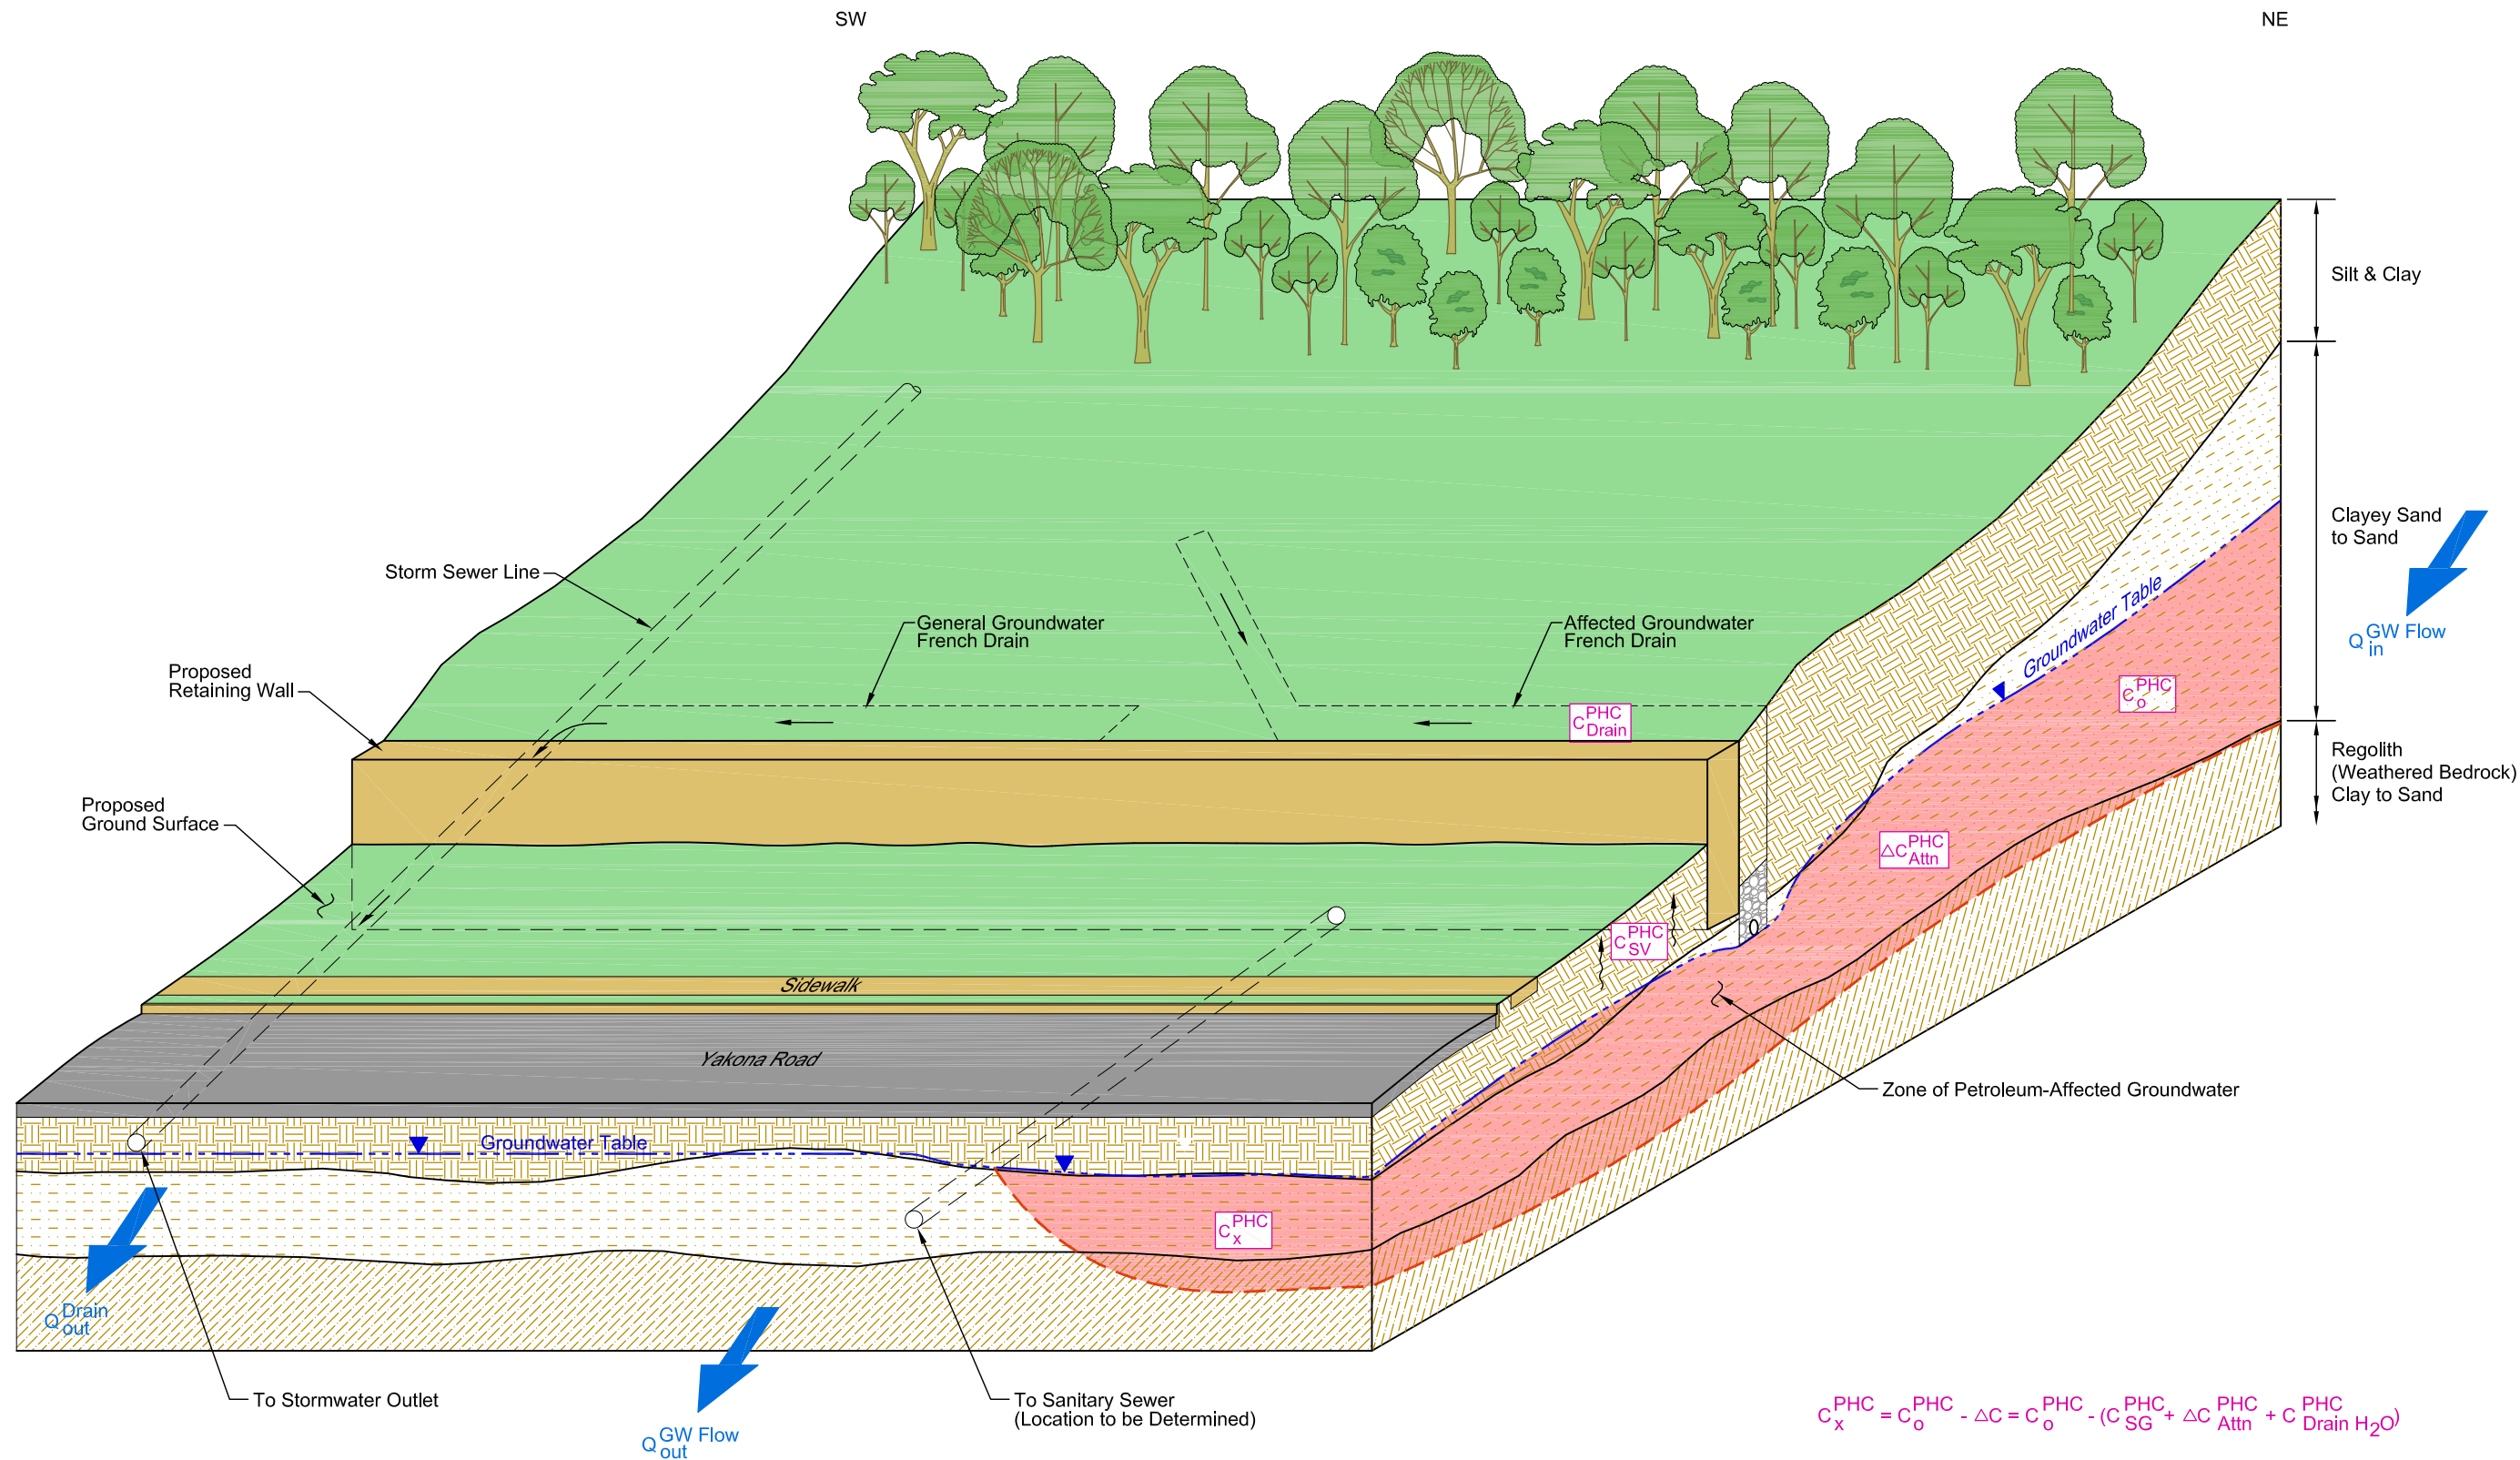 SW
NE
Silt & Clay
Clayey Sand
to Sand
Storm Sewer Line
General Groundwater
French Drain
Affected Groundwater
French Drain
Groundwater Table
Q in GW Flow
Proposed
Retaining Wall
C Drain PHC
C o PHC
Regolith
(Weathered Bedrock)
Clay to Sand
Proposed
Ground Surface
△C Attn PHC
C SV PHC
Sidewalk
Yakona Road
Zone of Petroleum-Affected Groundwater
Groundwater Table
C x PHC
Q out Drain
To Stormwater Outlet
To Sanitary Sewer
(Location to be Determined)
Q out GW Flow
C x PHC = C o PHC - △C = C o PHC - (C SG PHC + △C Attn PHC + C Drain H2O PHC)